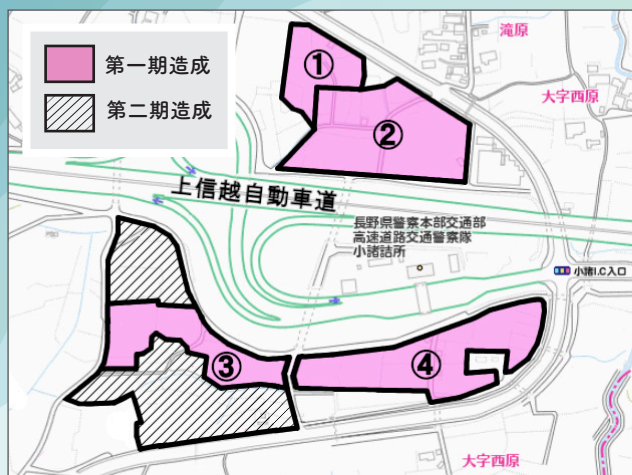 第一期造成
第二期造成
滝原
大字西原
①
②
上信越自動車道
長野県警察本部交通部
高速道路交通警察隊
小諸詰所
小諸I.C入口
③
④
大字西原